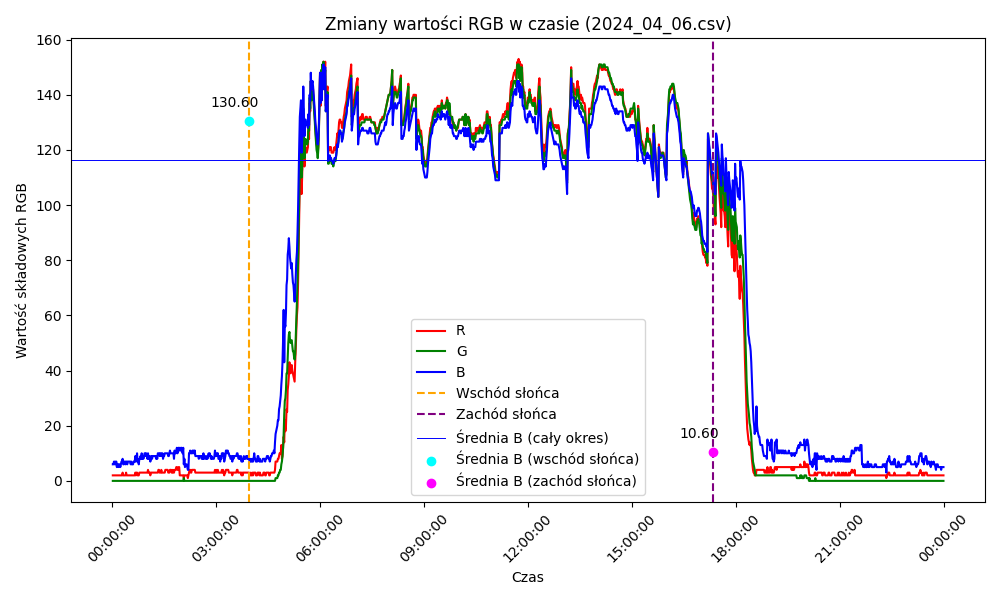 Zmiany wartości RGB w czasie (2024_04_06.csv)
160
140
120
100
80
60
40
20
0
Wartość składowych RGB
130.60
10.60
R
G
B
Wschód słońca
Zachód słońca
Średnia B (cały okres)
Średnia B (wschód słońca)
Średnia B (zachód słońca)
00:00:00
03:00:00
06:00:00
09:00:00
12:00:00
15:00:00
18:00:00
21:00:00
00:00:00
Czas